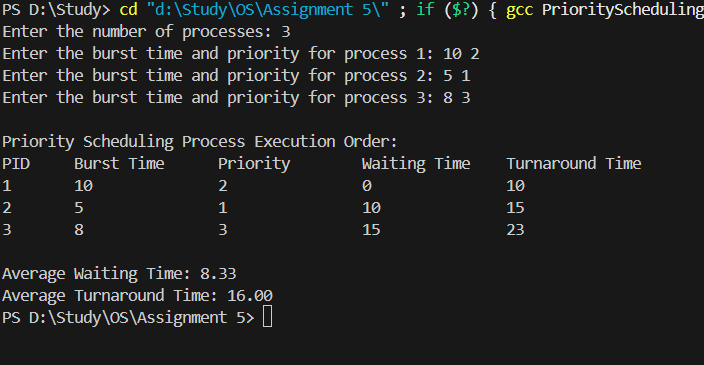 PS D:\Study> cd "d:\Study\OS\Assignment 5\" ; if ($?) { gcc PriorityScheduling
Enter the number of processes: 3
Enter the burst time and priority for process 1: 10 2
Enter the burst time and priority for process 2: 5 1
Enter the burst time and priority for process 3: 8 3
Priority Scheduling Process Execution Order:
PID Burst Time Priority Waiting Time Turnaround Time
1 10 2 0 10
2 5 1 10 15
3 8 3 15 23
Average Waiting Time: 8.33
Average Turnaround Time: 16.00
PS D:\Study\OS\Assignment 5>